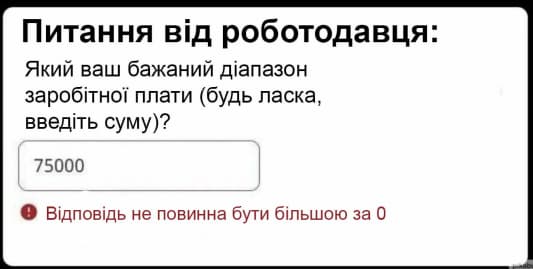 Питання від роботодавця:
Який ваш бажаний діапазон
заробітної плати (будь ласка,
введіть суму)?
75000
Відповідь не повинна бути більшою за 0